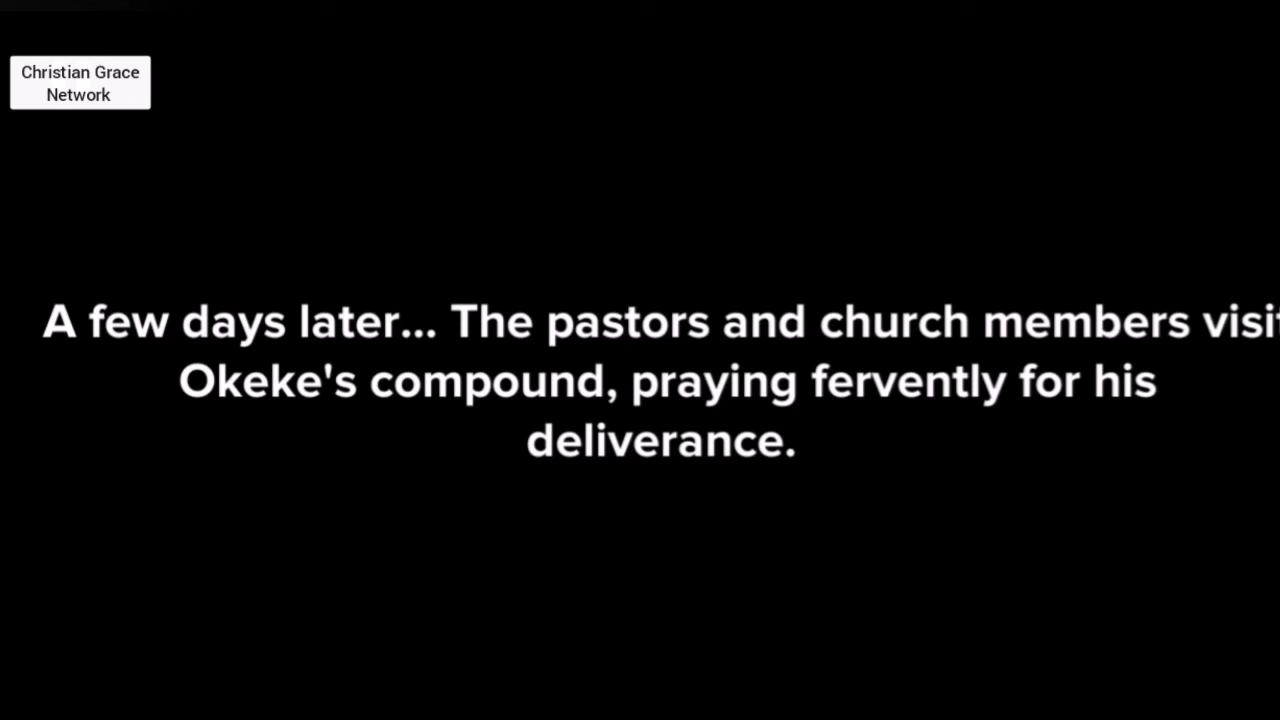 Christian Grace
Network
A few days later... The pastors and church members visit
Okeke's compound, praying fervently for his
deliverance.